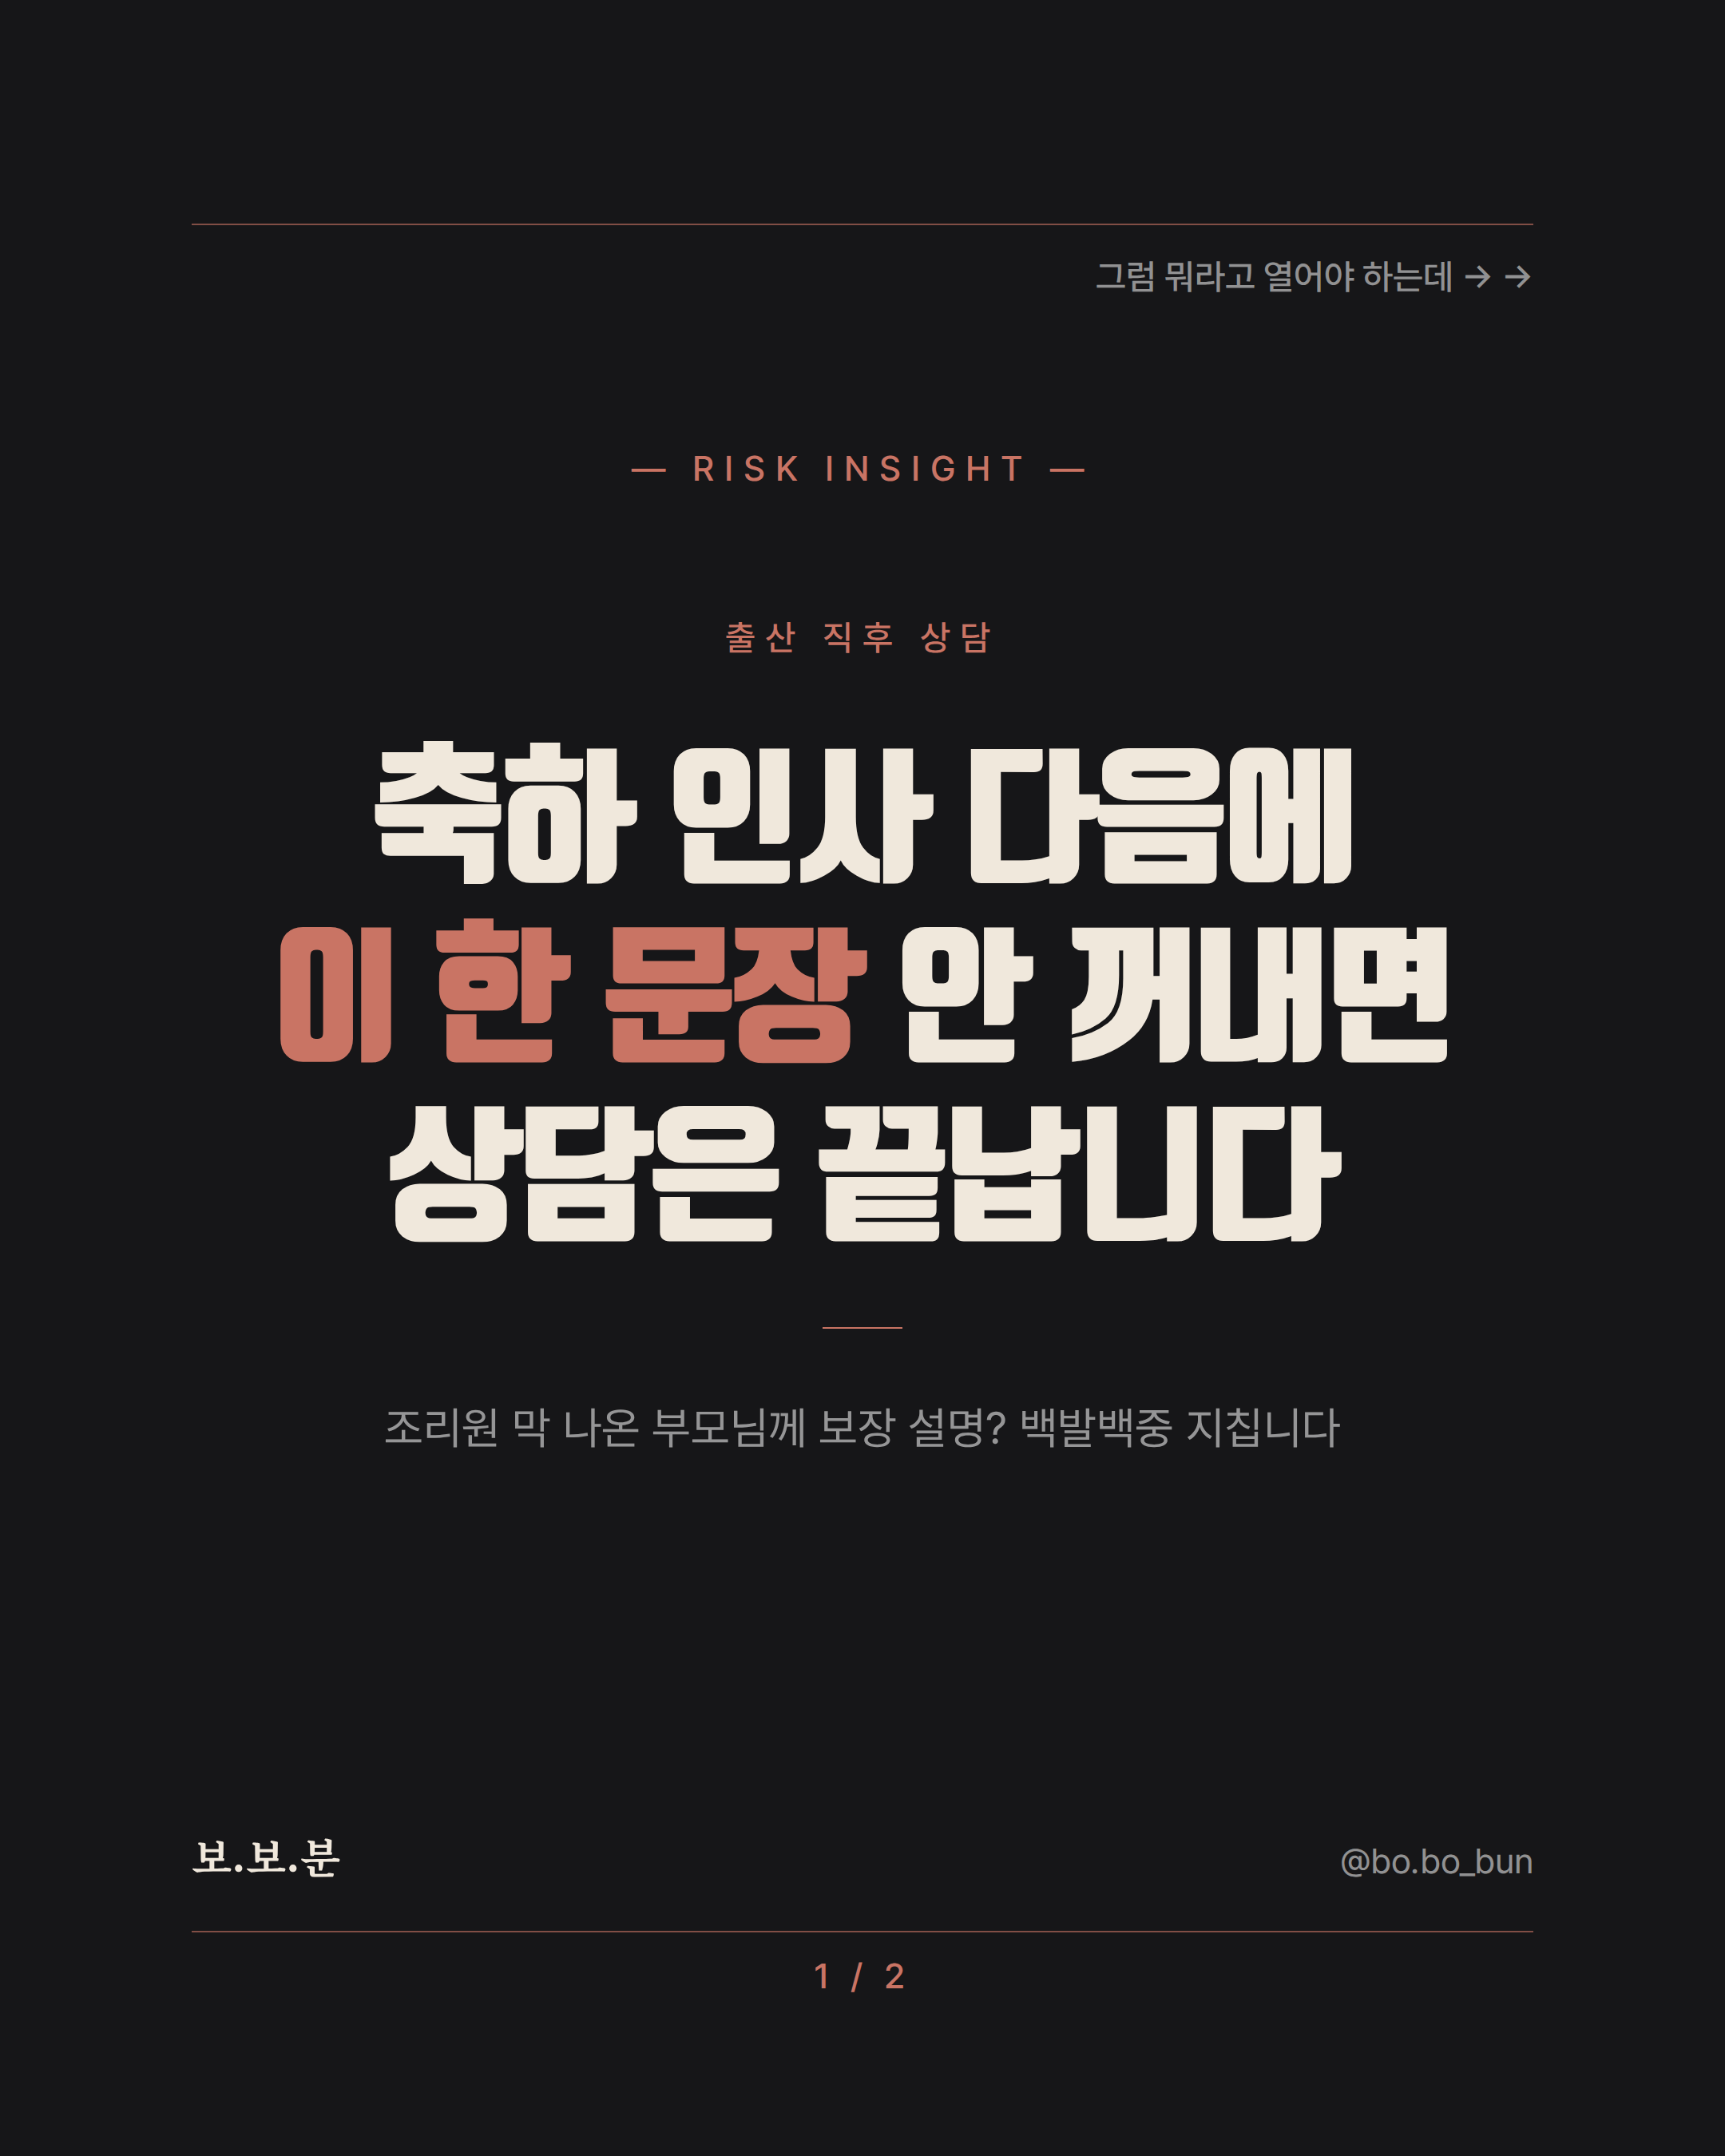 그럼 뭐라고 열어야 하는데 → →
— RISK INSIGHT —
출산 직후 상담
축하 인사 다음에
이 한 문장 안 꺼내면
상담은 끝납니다
조리원 막 나온 부모님께 보장 설명? 백발백중 지칩니다
보.보.분
@bo.bo_bun
1 / 2